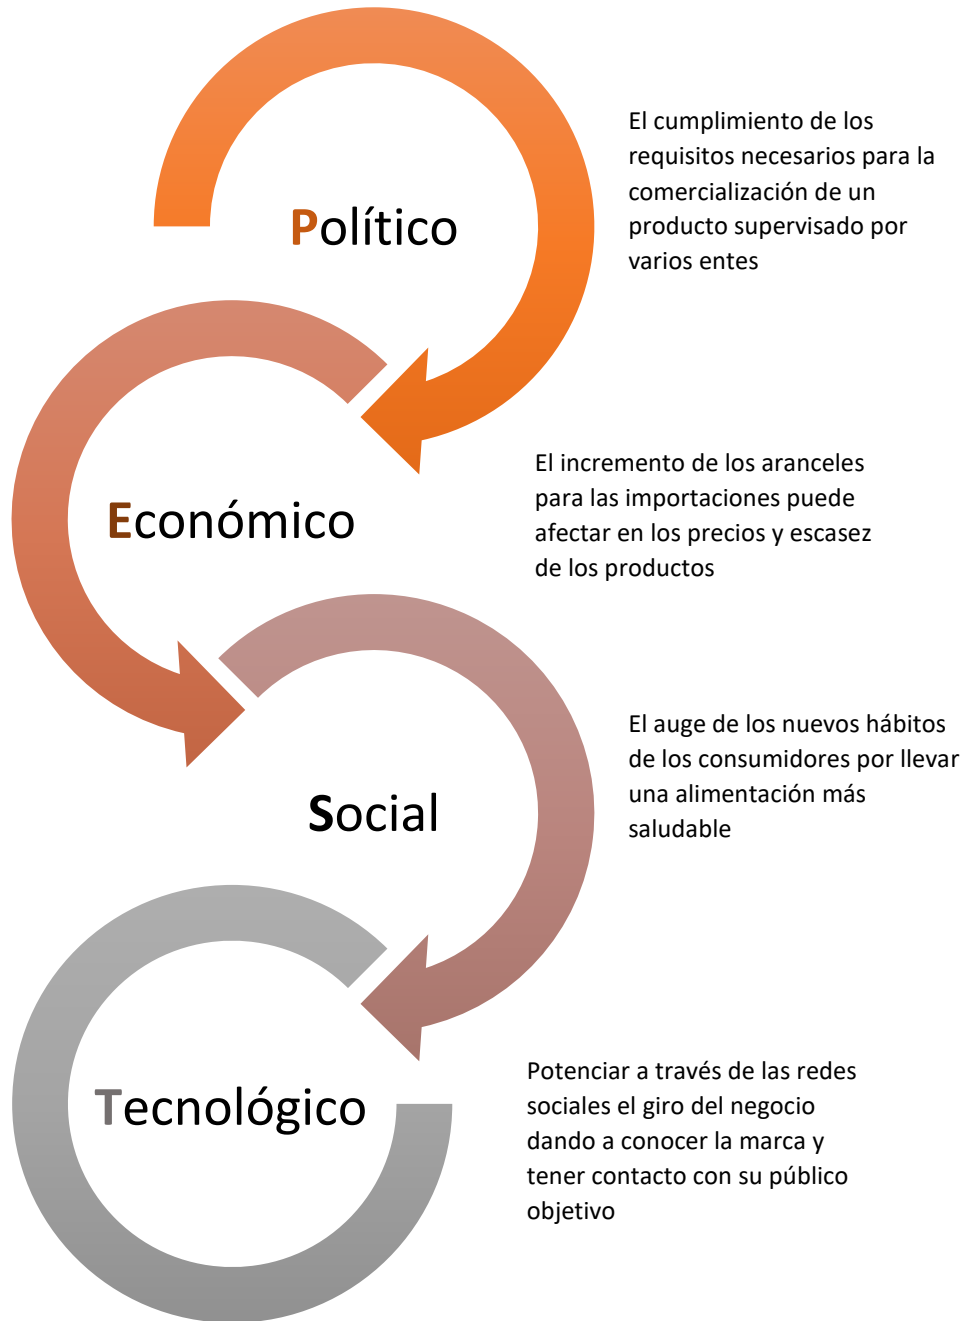 Político
El cumplimiento de los
requisitos necesarios para la
comercialización de un
producto supervisado por
varios entes
Económico
El incremento de los aranceles
para las importaciones puede
afectar en los precios y escasez
de los productos
Social
El auge de los nuevos hábitos
de los consumidores por llevar
una alimentación más
saludable
Tecnológico
Potenciar a través de las redes
sociales el giro del negocio
dando a conocer la marca y
tener contacto con su público
objetivo